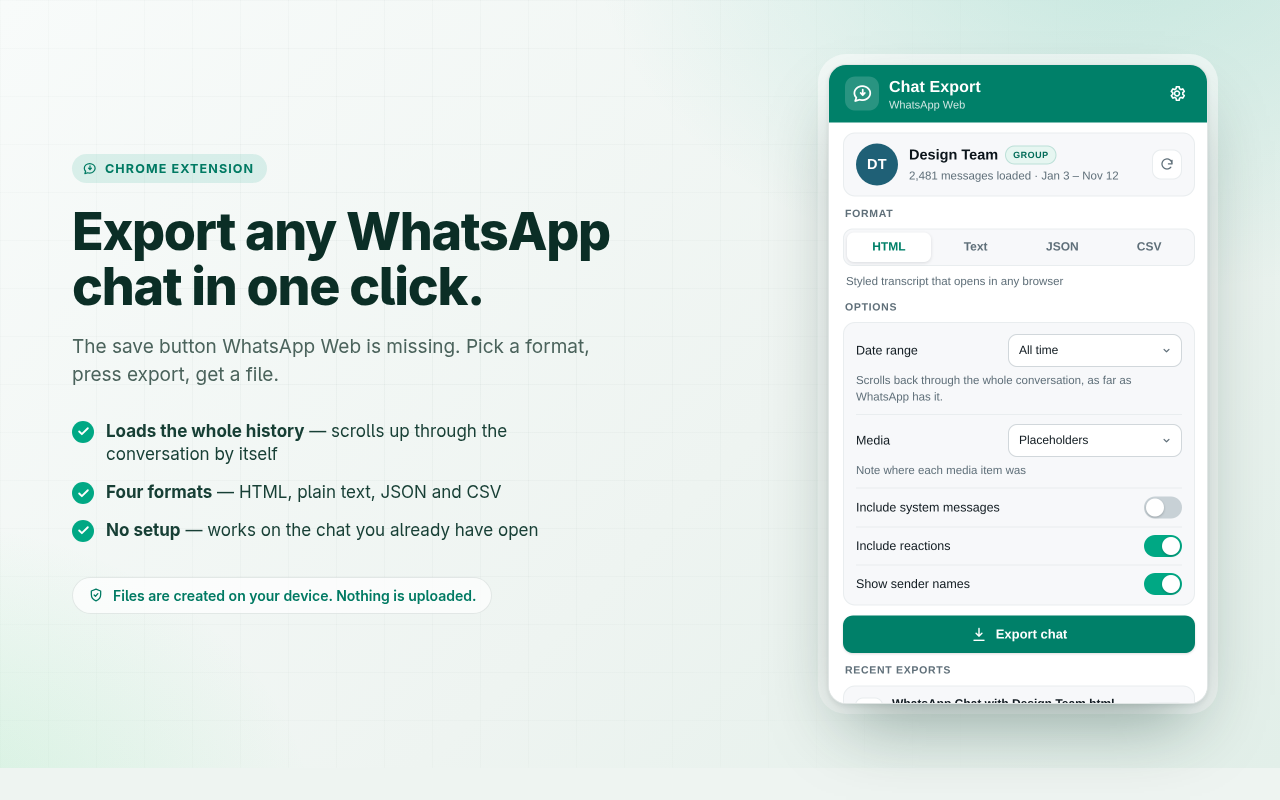 CHROME EXTENSION
Export any WhatsApp
chat in one click.
The save button WhatsApp Web is missing. Pick a format,
press export, get a file.
Loads the whole history — scrolls up through the
conversation by itself
Four formats — HTML, plain text, JSON and CSV
No setup — works on the chat you already have open
Files are created on your device. Nothing is uploaded.
Chat Export
WhatsApp Web
DT
Design Team GROUP
2,481 messages loaded · Jan 3 – Nov 12
FORMAT
HTML Text JSON CSV
Styled transcript that opens in any browser
OPTIONS
Date range All time
Scrolls back through the whole conversation, as far as
WhatsApp has it.
Media Placeholders
Note where each media item was
Include system messages
Include reactions
Show sender names
Export chat
RECENT EXPORTS
WhatsApp Chat with Design Team.html